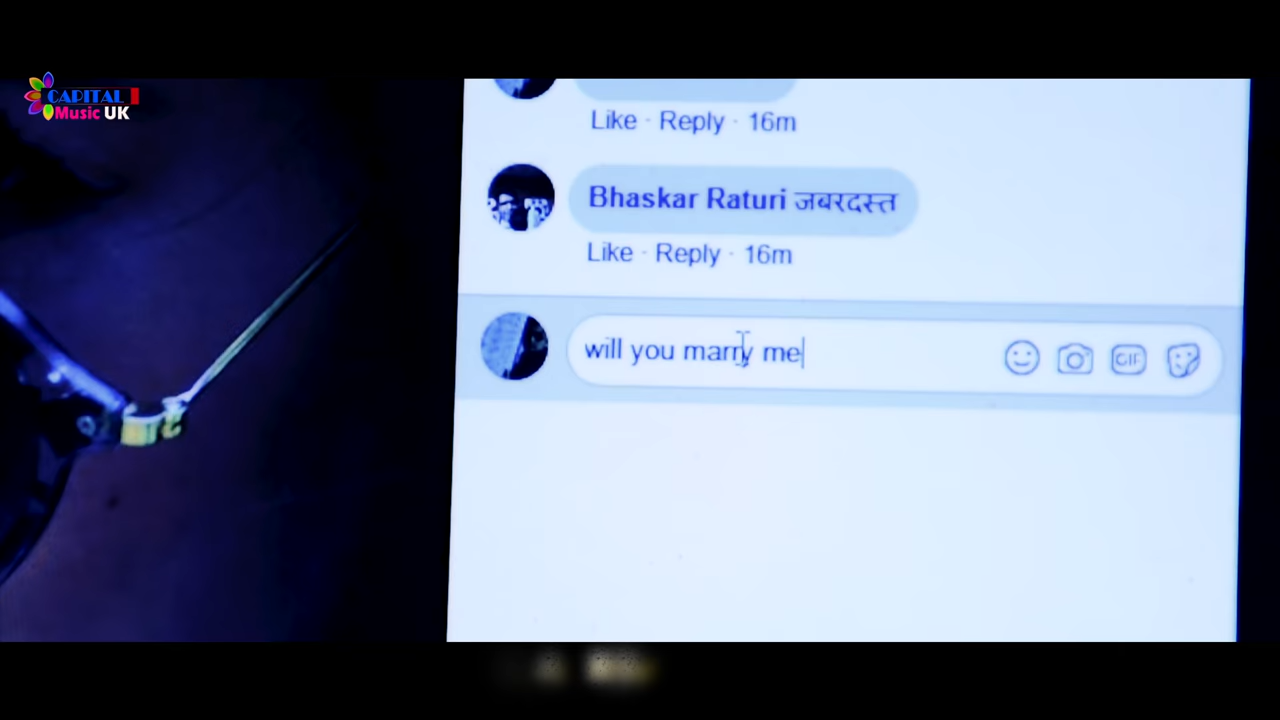 CAPITAL
Music UK
Like · Reply · 16m
Bhaskar Raturi जबरदस्त
Like · Reply · 16m
will you marry me
GIF